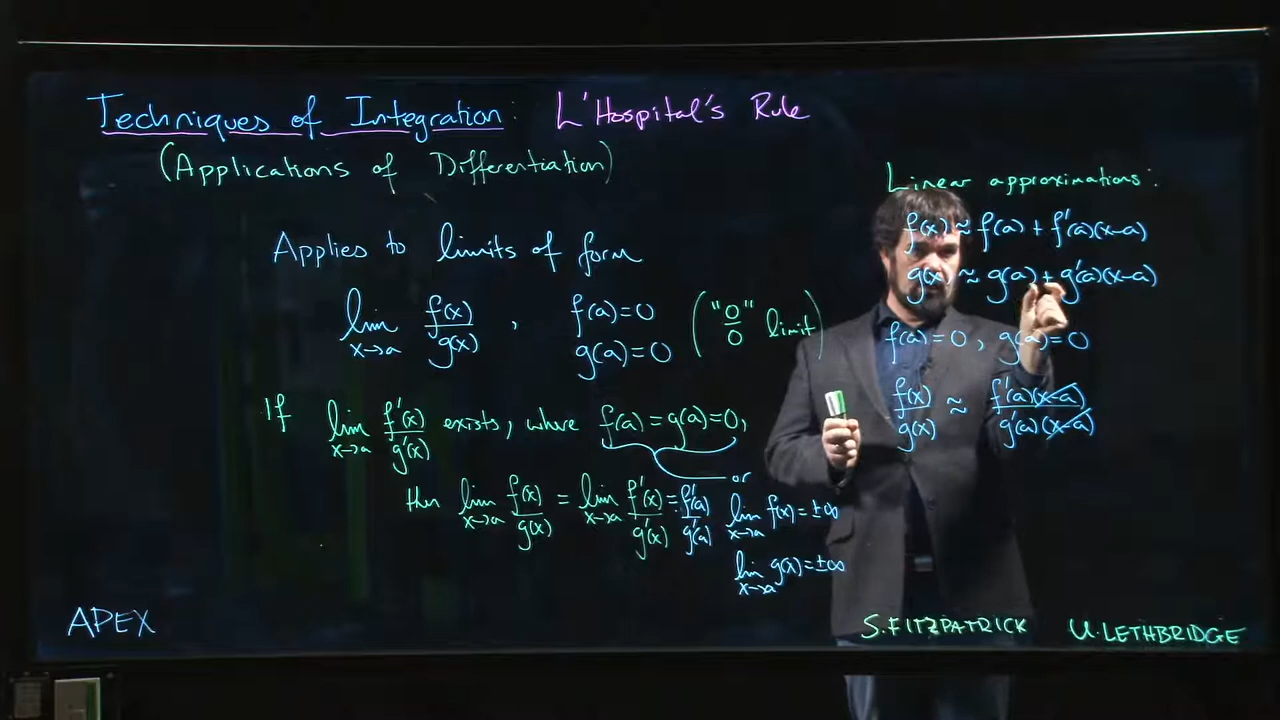 Techniques of Integration: L'Hospital's Rule
(Applications of Differentiation)
Applies to limits of form
lim x→a f(x)/g(x) , f(a)=0 g(a)=0 ("0/0" limit)
If lim x→a f'(x)/g'(x) exists, where f(a)=g(a)=0,
or
then lim x→a f(x)/g(x) = lim x→a f'(x)/g'(x) = f'(a)/g'(a)
lim x→a f(x)=±∞
lim x→a g(x)=±∞
Linear approximations:
f(x) ≈ f(a) + f'(a)(x-a)
g(x) ≈ g(a) + g'(a)(x-a)
f(a)=0 , g(a)=0
f(x)/g(x) ≈ f'(a)(x-a)/g'(a)(x-a)
APEX
S.FITZPATRICK U.LETHBRIDGE